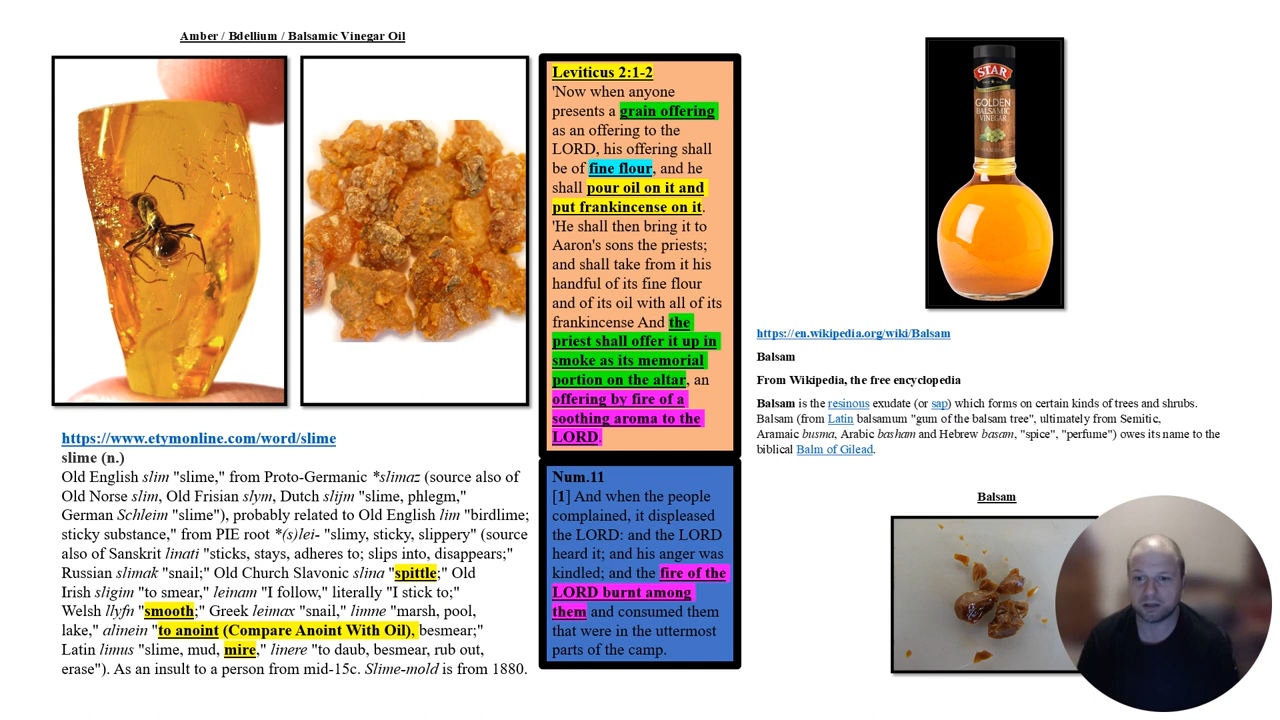 Amber / Bdellium / Balsamic Vinegar Oil
https://www.etymonline.com/word/slime
slime (n.)
Old English slim "slime," from Proto-Germanic *slimaz (source also of
Old Norse slim, Old Frisian slym, Dutch slijm "slime, phlegm,"
German Schleim "slime"), probably related to Old English lim "birdlime;
sticky substance," from PIE root *(s)lei- "slimy, sticky, slippery" (source
also of Sanskrit linati "sticks, stays, adheres to; slips into, disappears;"
Russian slimak "snail;" Old Church Slavonic slina "spittle;" Old
Irish sligim "to smear," leinam "I follow," literally "I stick to;"
Welsh llyfn "smooth;" Greek leimax "snail," limne "marsh, pool,
lake," alinein "to anoint (Compare Anoint With Oil), besmear;"
Latin limus "slime, mud, mire," linere "to daub, besmear, rub out,
erase"). As an insult to a person from mid-15c. Slime-mold is from 1880.
Leviticus 2:1-2
'Now when anyone
presents a grain offering
as an offering to the
LORD, his offering shall
be of fine flour, and he
shall pour oil on it and
put frankincense on it.
'He shall then bring it to
Aaron's sons the priests;
and shall take from it his
handful of its fine flour
and of its oil with all of its
frankincense And the
priest shall offer it up in
smoke as its memorial
portion on the altar, an
offering by fire of a
soothing aroma to the
LORD.
Num.11
[1] And when the people
complained, it displeased
the LORD: and the LORD
heard it; and his anger was
kindled; and the fire of the
LORD burnt among
them and consumed them
that were in the uttermost
parts of the camp.
STAR
GOLDEN
BALSAMIC
VINEGAR
https://en.wikipedia.org/wiki/Balsam
Balsam
From Wikipedia, the free encyclopedia
Balsam is the resinous exudate (or sap) which forms on certain kinds of trees and shrubs.
Balsam (from Latin balsamum "gum of the balsam tree", ultimately from Semitic,
Aramaic busma, Arabic basham and Hebrew basam, "spice", "perfume") owes its name to the
biblical Balm of Gilead.
Balsam